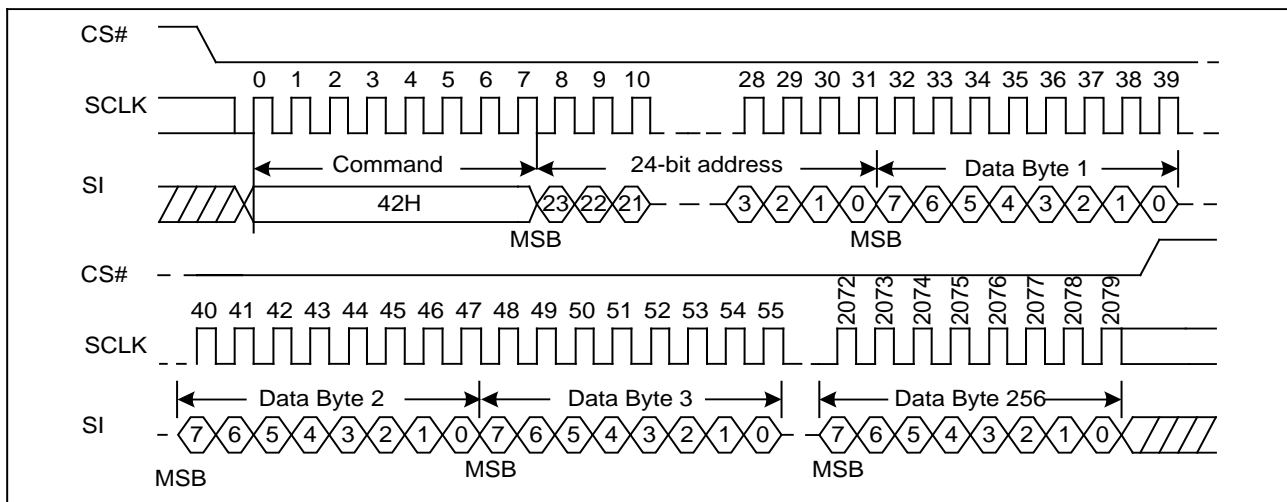 CS#
0 1 2 3 4 5 6 7 8 9 10 28 29 30 31 32 33 34 35 36 37 38 39
SCLK
Command 24-bit address Data Byte 1
SI
42H 23 22 21 3 2 1 0 7 6 5 4 3 2 1 0
MSB MSB
CS#
40 41 42 43 44 45 46 47 48 49 50 51 52 53 54 55 2072 2073 2074 2075 2076 2077 2078 2079
SCLK
Data Byte 2 Data Byte 3 Data Byte 256
SI
7 6 5 4 3 2 1 0 7 6 5 4 3 2 1 0 7 6 5 4 3 2 1 0
MSB MSB MSB